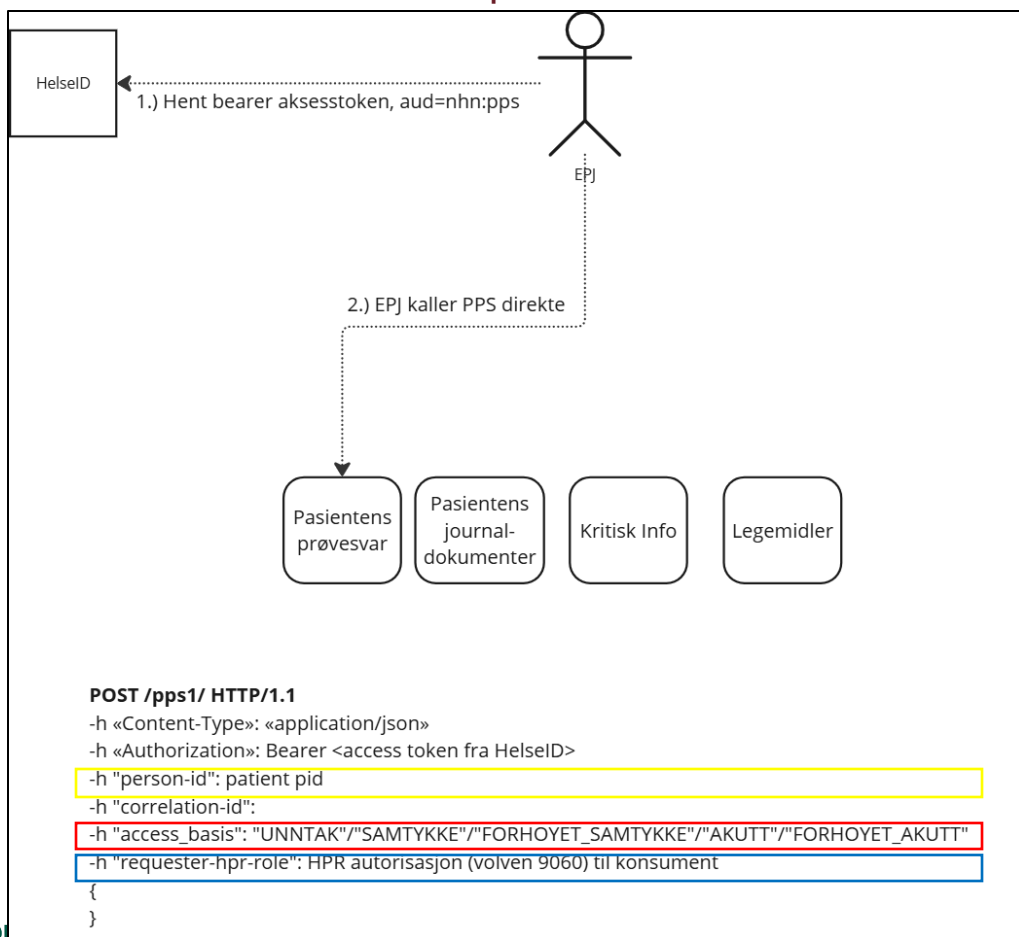 HelseID
1.) Hent bearer aksesstoken, aud=nhn:pps
EPJ
2.) EPJ kaller PPS direkte
Pasientens
prøvesvar
Pasientens
journal-
dokumenter
Kritisk Info
Legemidler
POST /pps1/ HTTP/1.1
-h «Content-Type»: «application/json»
-h «Authorization»: Bearer <access token fra HelseID>
-h "person-id": patient pid
-h "correlation-id":
-h "access_basis": "UNNTAK"/"SAMTYKKE"/"FORHOYET_SAMTYKKE"/"AKUTT"/"FORHOYET_AKUTT"
-h "requester-hpr-role": HPR autorisasjon (volven 9060) til konsument
{
}